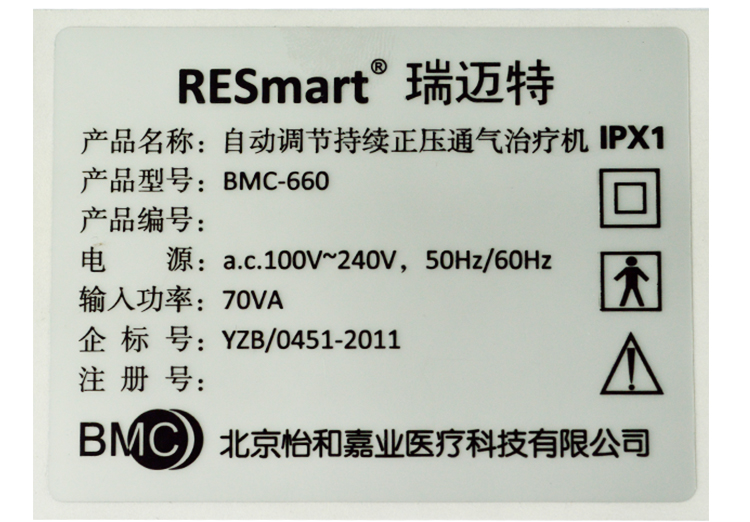 RESmart® 瑞迈特
产品名称：自动调节持续正压通气治疗机 IPX1
产品型号：BMC-660
产品编号：
电 源：a.c.100V~240V，50Hz/60Hz
输入功率：70VA
企 标 号：YZB/0451-2011
注 册 号：
BMC 北京怡和嘉业医疗科技有限公司